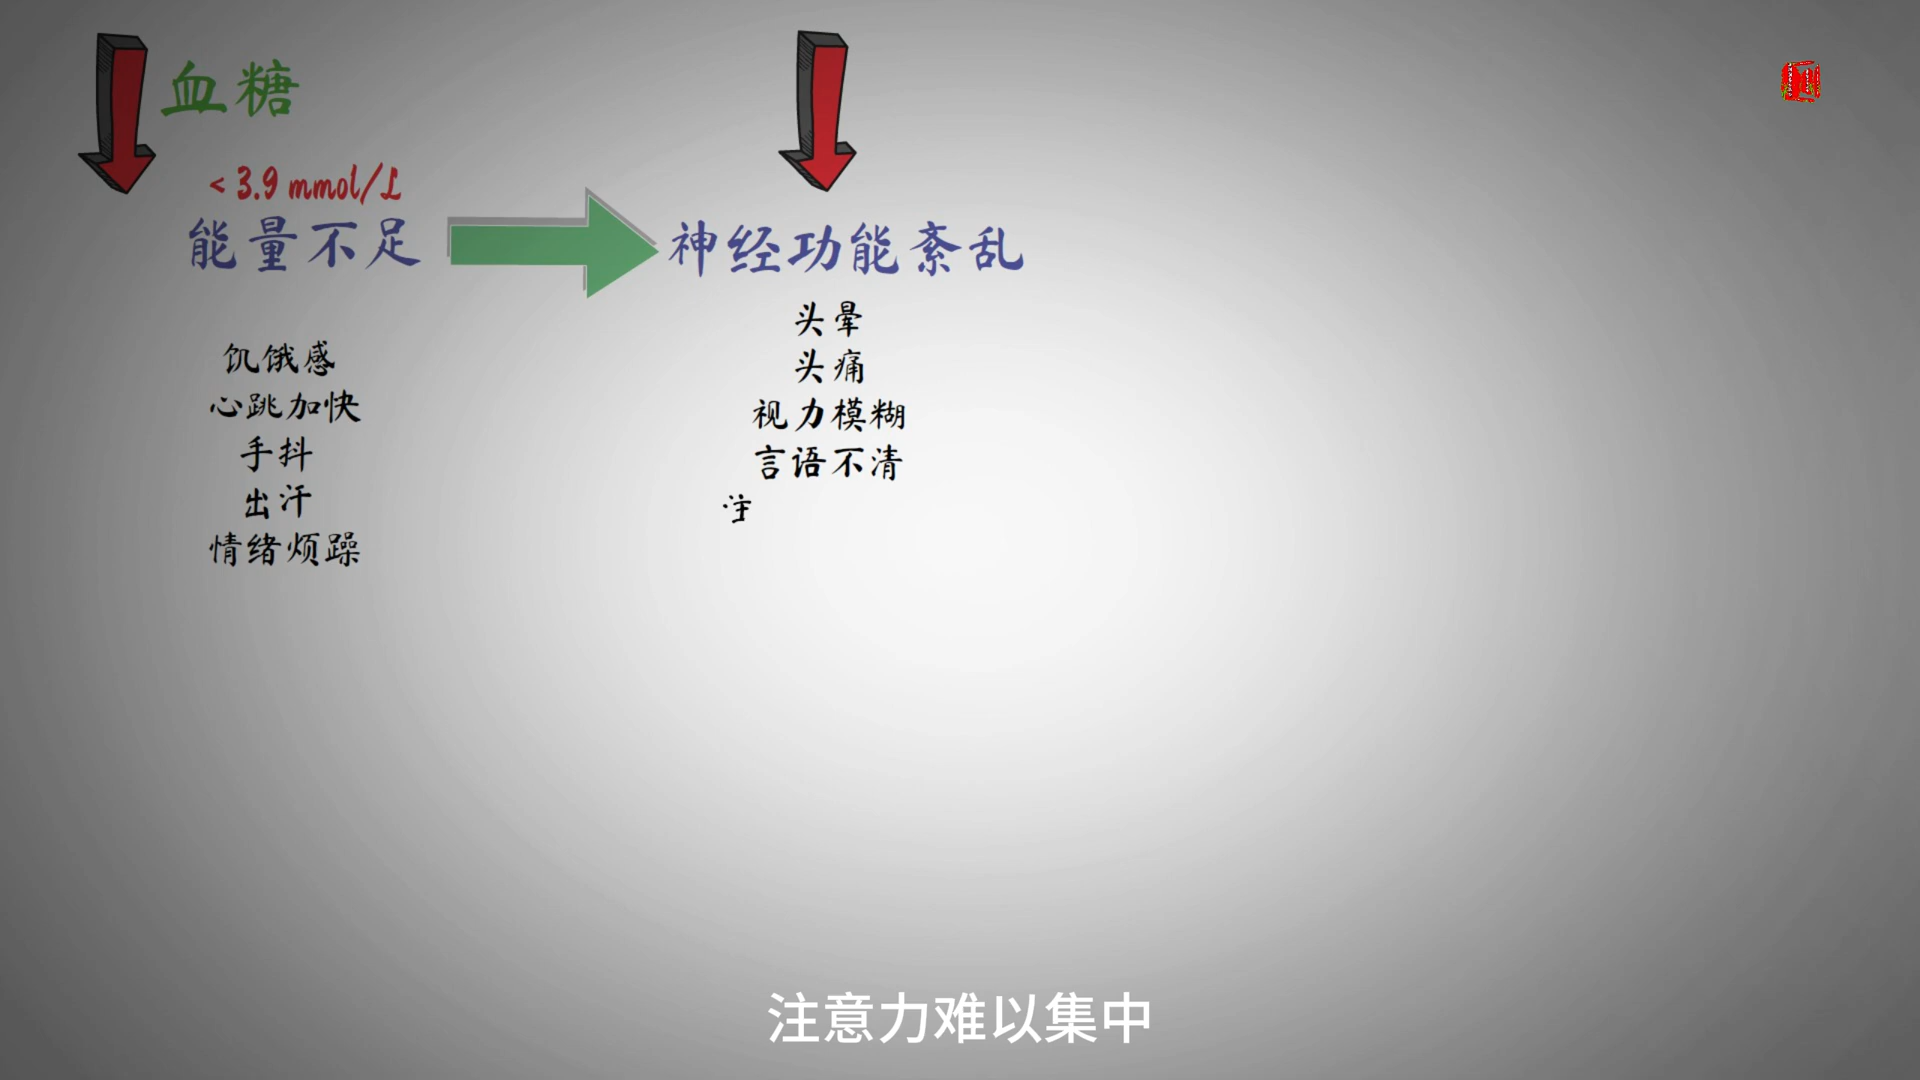 血糖
< 3.9 mmol/L
能量不足
神经功能紊乱
饥饿感
心跳加快
手抖
出汗
情绪烦躁
头晕
头痛
视力模糊
言语不清
注意力难以集中